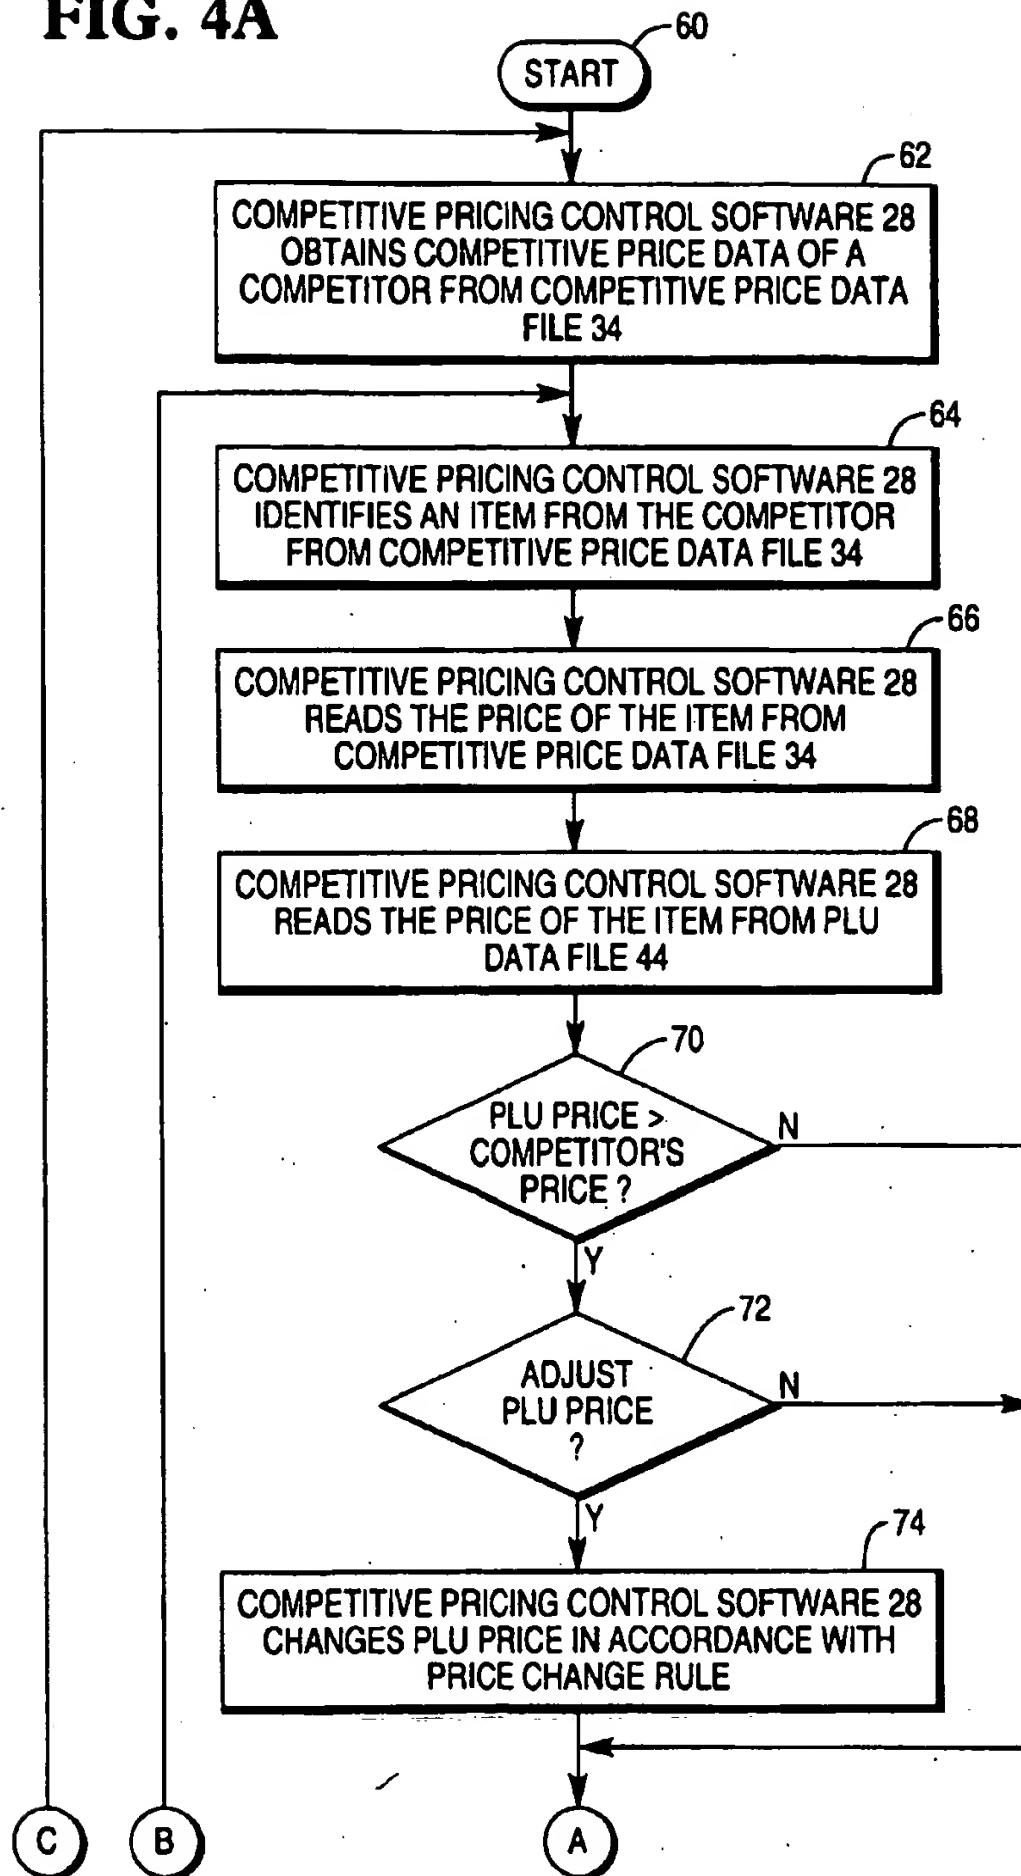 FIG. 4A
60
START
62
COMPETITIVE PRICING CONTROL SOFTWARE 28
OBTAINS COMPETITIVE PRICE DATA OF A
COMPETITOR FROM COMPETITIVE PRICE DATA
FILE 34
64
COMPETITIVE PRICING CONTROL SOFTWARE 28
IDENTIFIES AN ITEM FROM THE COMPETITOR
FROM COMPETITIVE PRICE DATA FILE 34
66
COMPETITIVE PRICING CONTROL SOFTWARE 28
READS THE PRICE OF THE ITEM FROM
COMPETITIVE PRICE DATA FILE 34
68
COMPETITIVE PRICING CONTROL SOFTWARE 28
READS THE PRICE OF THE ITEM FROM PLU
DATA FILE 44
70
PLU PRICE >
COMPETITOR'S
PRICE ?
N
Y
72
ADJUST
PLU PRICE
?
N
Y
74
COMPETITIVE PRICING CONTROL SOFTWARE 28
CHANGES PLU PRICE IN ACCORDANCE WITH
PRICE CHANGE RULE
C
B
A